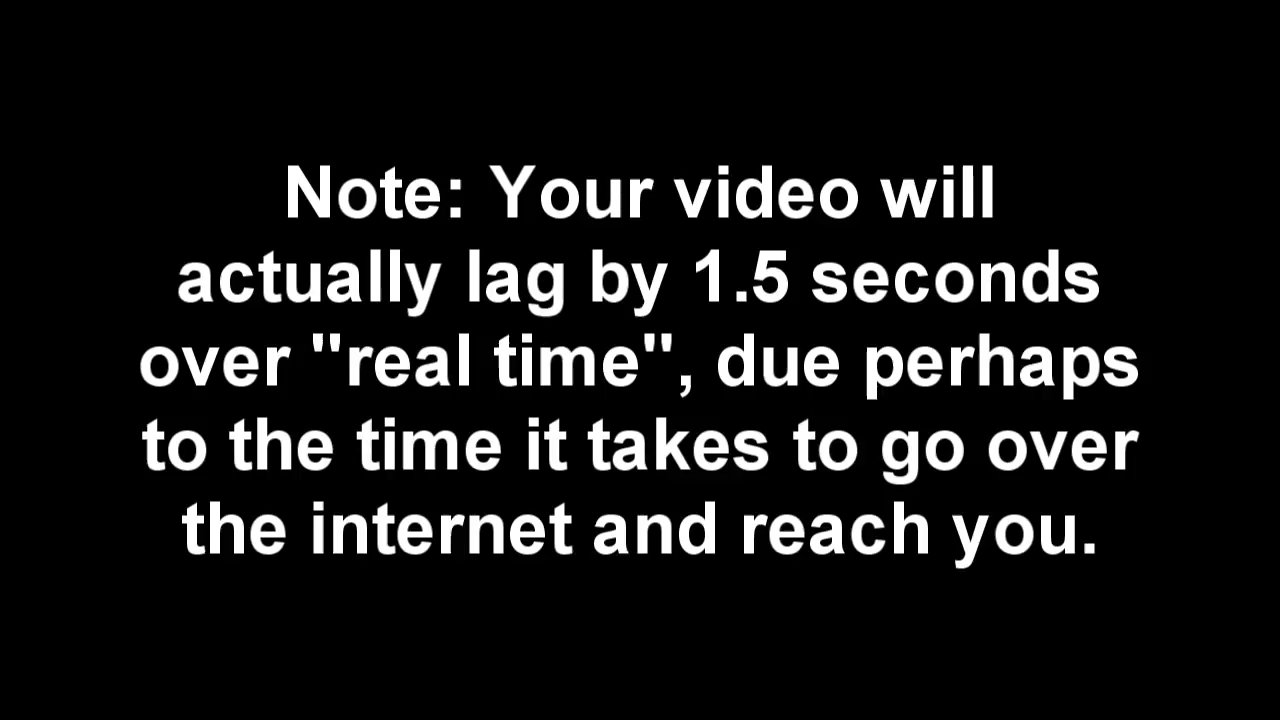 Note: Your video will
actually lag by 1.5 seconds
over "real time", due perhaps
to the time it takes to go over
the internet and reach you.